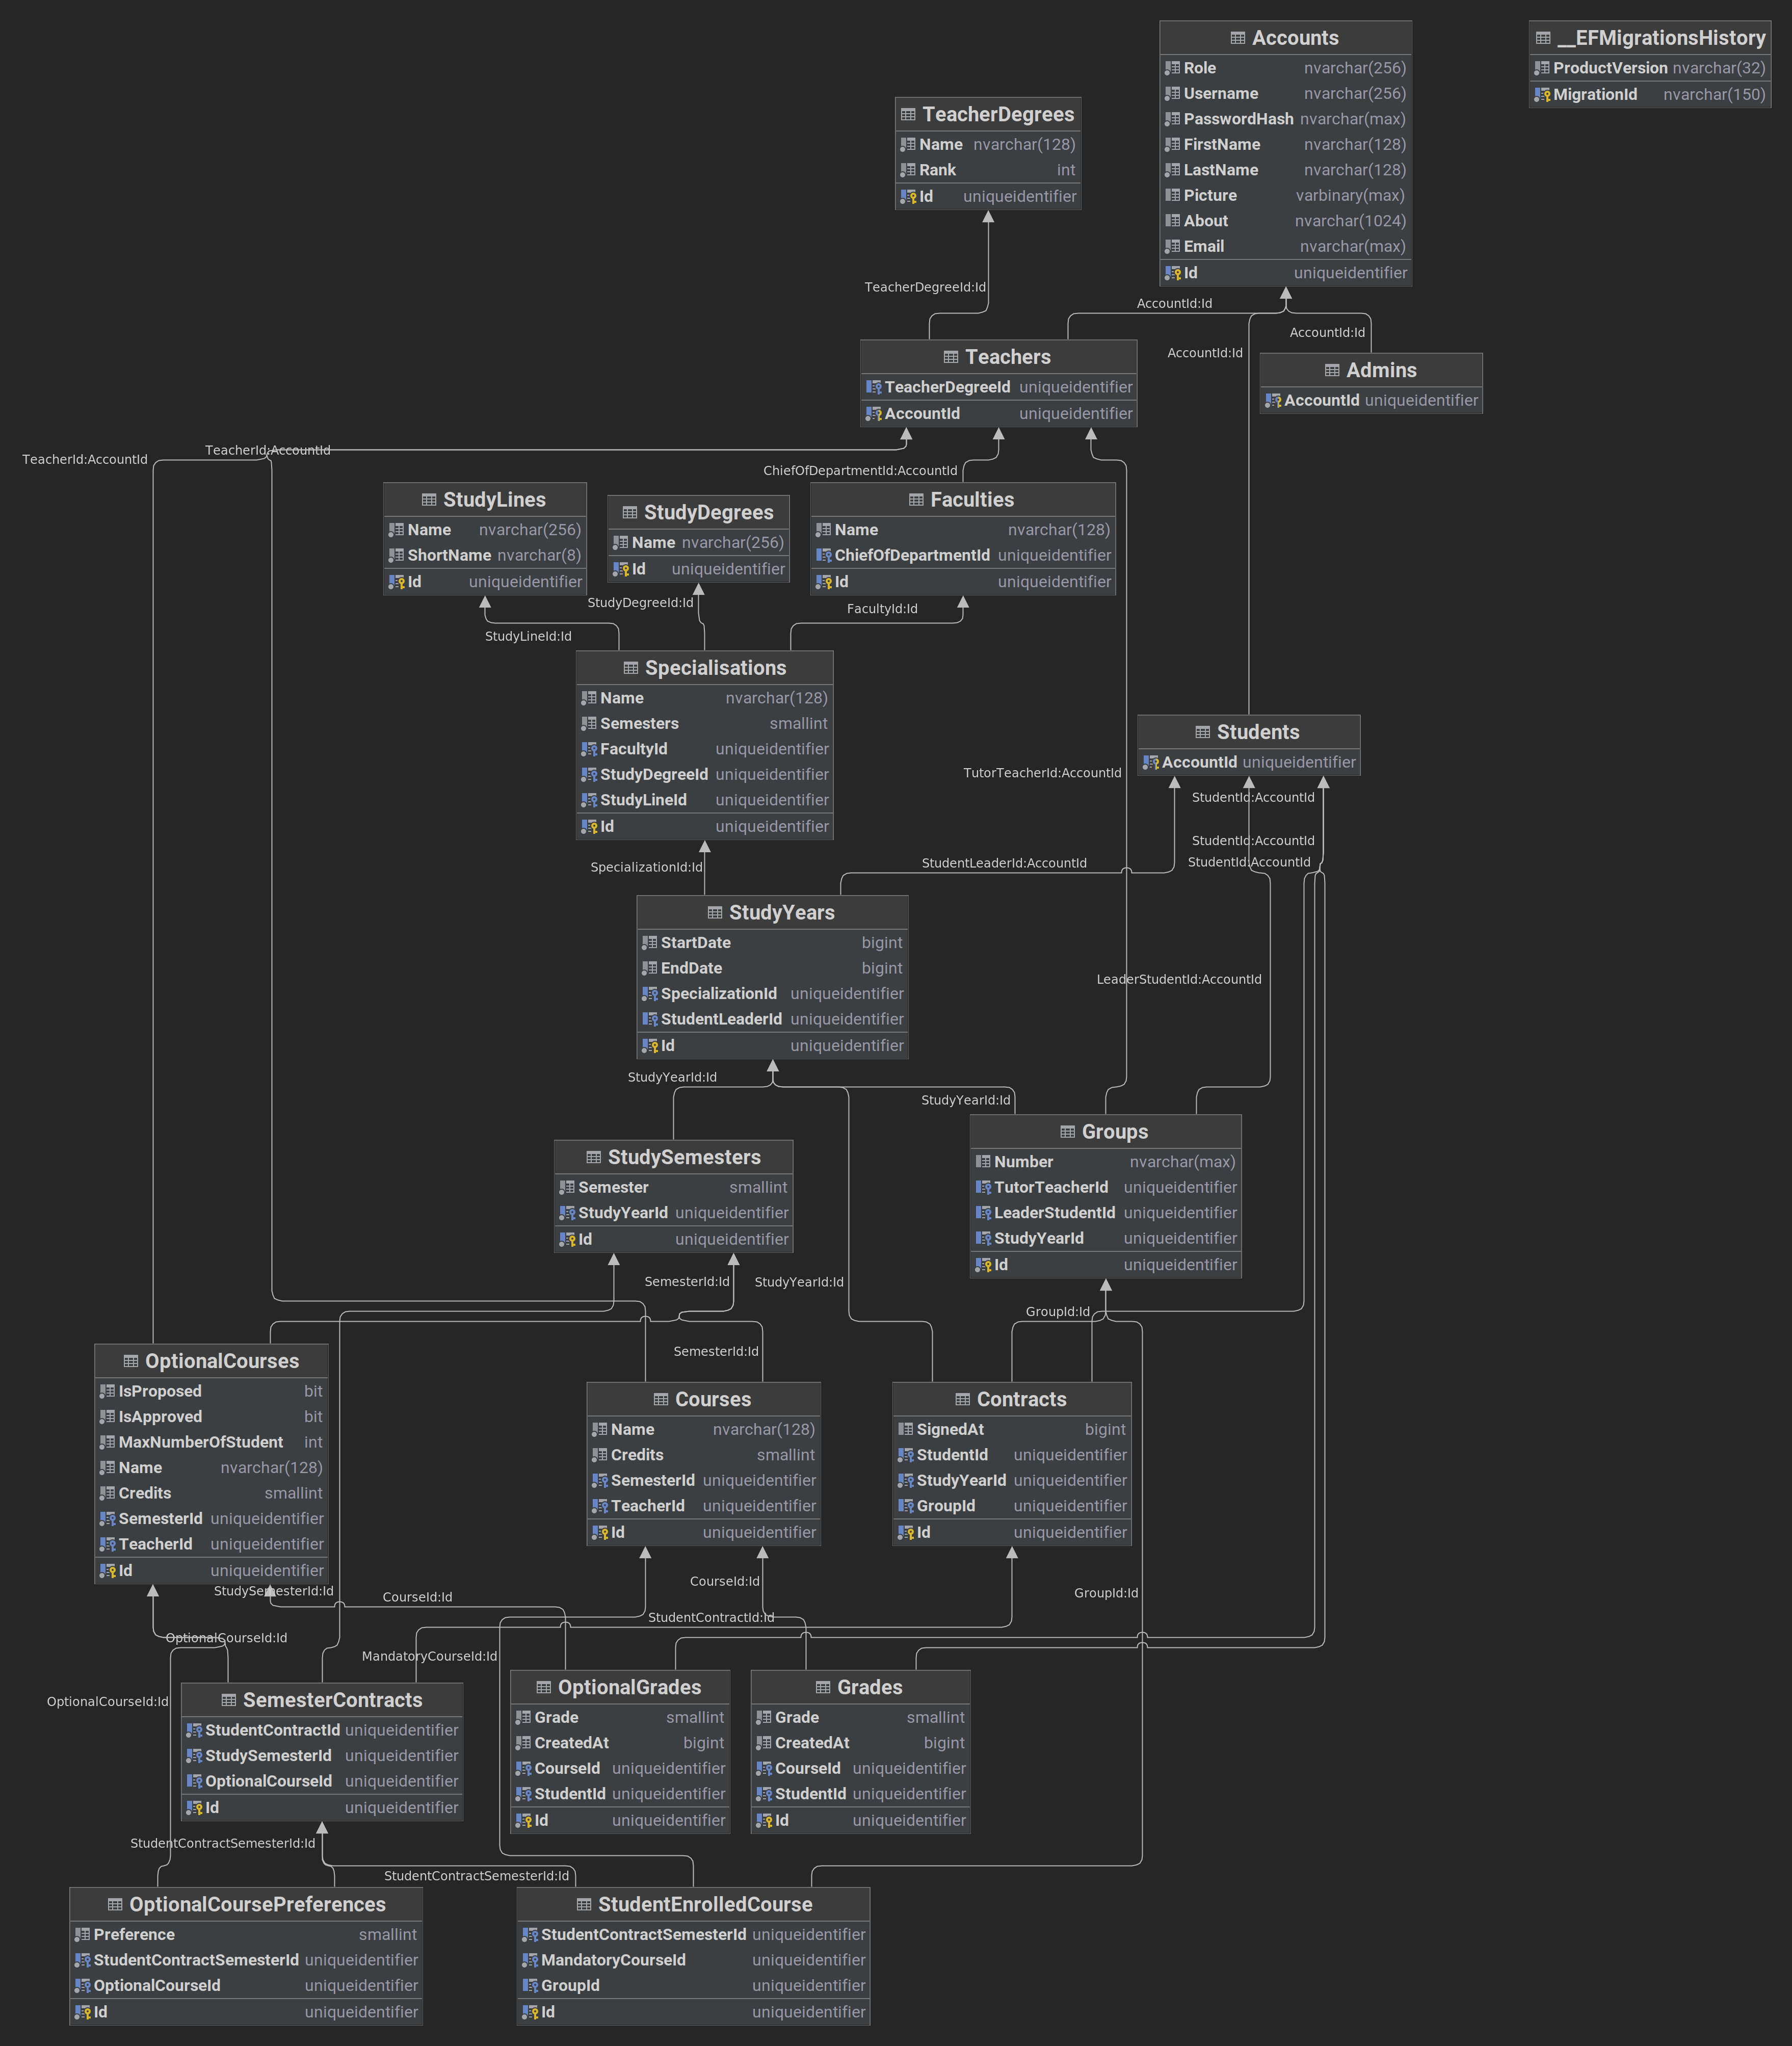 Accounts
Role nvarchar(256)
Username nvarchar(256)
PasswordHash nvarchar(max)
FirstName nvarchar(128)
LastName nvarchar(128)
Picture varbinary(max)
About nvarchar(1024)
Email nvarchar(max)
Id uniqueidentifier
__EFMigrationsHistory
ProductVersion nvarchar(32)
MigrationId nvarchar(150)
TeacherDegrees
Name nvarchar(128)
Rank int
Id uniqueidentifier
TeacherDegreeId:Id
AccountId:Id
AccountId:Id
AccountId:Id
Teachers
TeacherDegreeId uniqueidentifier
AccountId uniqueidentifier
Admins
AccountId uniqueidentifier
TeacherId:AccountId
TeacherId:AccountId
ChiefOfDepartmentId:AccountId
StudyLines
Name nvarchar(256)
ShortName nvarchar(8)
Id uniqueidentifier
StudyDegrees
Name nvarchar(256)
Id uniqueidentifier
Faculties
Name nvarchar(128)
ChiefOfDepartmentId uniqueidentifier
Id uniqueidentifier
StudyDegreeId:Id
FacultyId:Id
StudyLineId:Id
Specialisations
Name nvarchar(128)
Semesters smallint
FacultyId uniqueidentifier
StudyDegreeId uniqueidentifier
StudyLineId uniqueidentifier
Id uniqueidentifier
Students
AccountId uniqueidentifier
TutorTeacherId:AccountId
StudentId:AccountId
StudentId:AccountId
StudentId:AccountId
SpecializationId:Id
StudentLeaderId:AccountId
StudyYears
StartDate bigint
EndDate bigint
SpecializationId uniqueidentifier
StudentLeaderId uniqueidentifier
Id uniqueidentifier
LeaderStudentId:AccountId
StudyYearId:Id
StudyYearId:Id
StudySemesters
Semester smallint
StudyYearId uniqueidentifier
Id uniqueidentifier
Groups
Number nvarchar(max)
TutorTeacherId uniqueidentifier
LeaderStudentId uniqueidentifier
StudyYearId uniqueidentifier
Id uniqueidentifier
SemesterId:Id
StudyYearId:Id
GroupId:Id
SemesterId:Id
OptionalCourses
IsProposed bit
IsApproved bit
MaxNumberOfStudent int
Name nvarchar(128)
Credits smallint
SemesterId uniqueidentifier
TeacherId uniqueidentifier
Id uniqueidentifier
Courses
Name nvarchar(128)
Credits smallint
SemesterId uniqueidentifier
TeacherId uniqueidentifier
Id uniqueidentifier
Contracts
SignedAt bigint
StudentId uniqueidentifier
StudyYearId uniqueidentifier
GroupId uniqueidentifier
Id uniqueidentifier
StudySemesterId:Id
CourseId:Id
CourseId:Id
GroupId:Id
StudentContractId:Id
OptionalCourseId:Id
MandatoryCourseId:Id
OptionalCourseId:Id
SemesterContracts
StudentContractId uniqueidentifier
StudySemesterId uniqueidentifier
OptionalCourseId uniqueidentifier
Id uniqueidentifier
OptionalGrades
Grade smallint
CreatedAt bigint
CourseId uniqueidentifier
StudentId uniqueidentifier
Id uniqueidentifier
Grades
Grade smallint
CreatedAt bigint
CourseId uniqueidentifier
StudentId uniqueidentifier
Id uniqueidentifier
StudentContractSemesterId:Id
StudentContractSemesterId:Id
OptionalCoursePreferences
Preference smallint
StudentContractSemesterId uniqueidentifier
OptionalCourseId uniqueidentifier
Id uniqueidentifier
StudentEnrolledCourse
StudentContractSemesterId uniqueidentifier
MandatoryCourseId uniqueidentifier
GroupId uniqueidentifier
Id uniqueidentifier